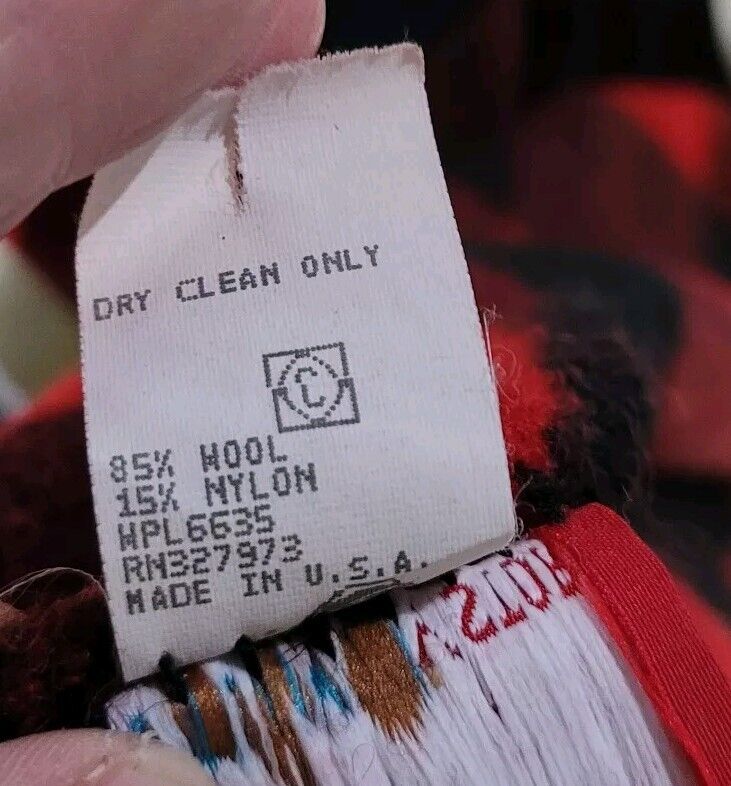 DRY CLEAN ONLY
C
85% WOOL
15% NYLON
WPL6635
RN327973
MADE IN U.S.A.